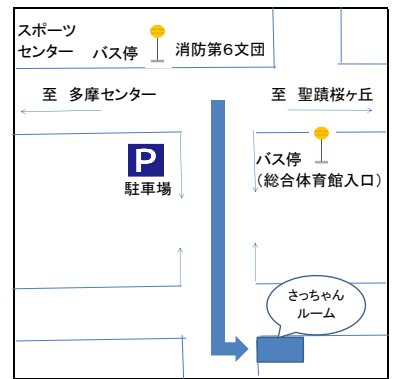 スポーツ
センター
バス停
消防第６文団
至 多摩センター
至 聖蹟桜ヶ丘
P
駐車場
バス停
(総合体育館入口)
さっちゃん
ルーム